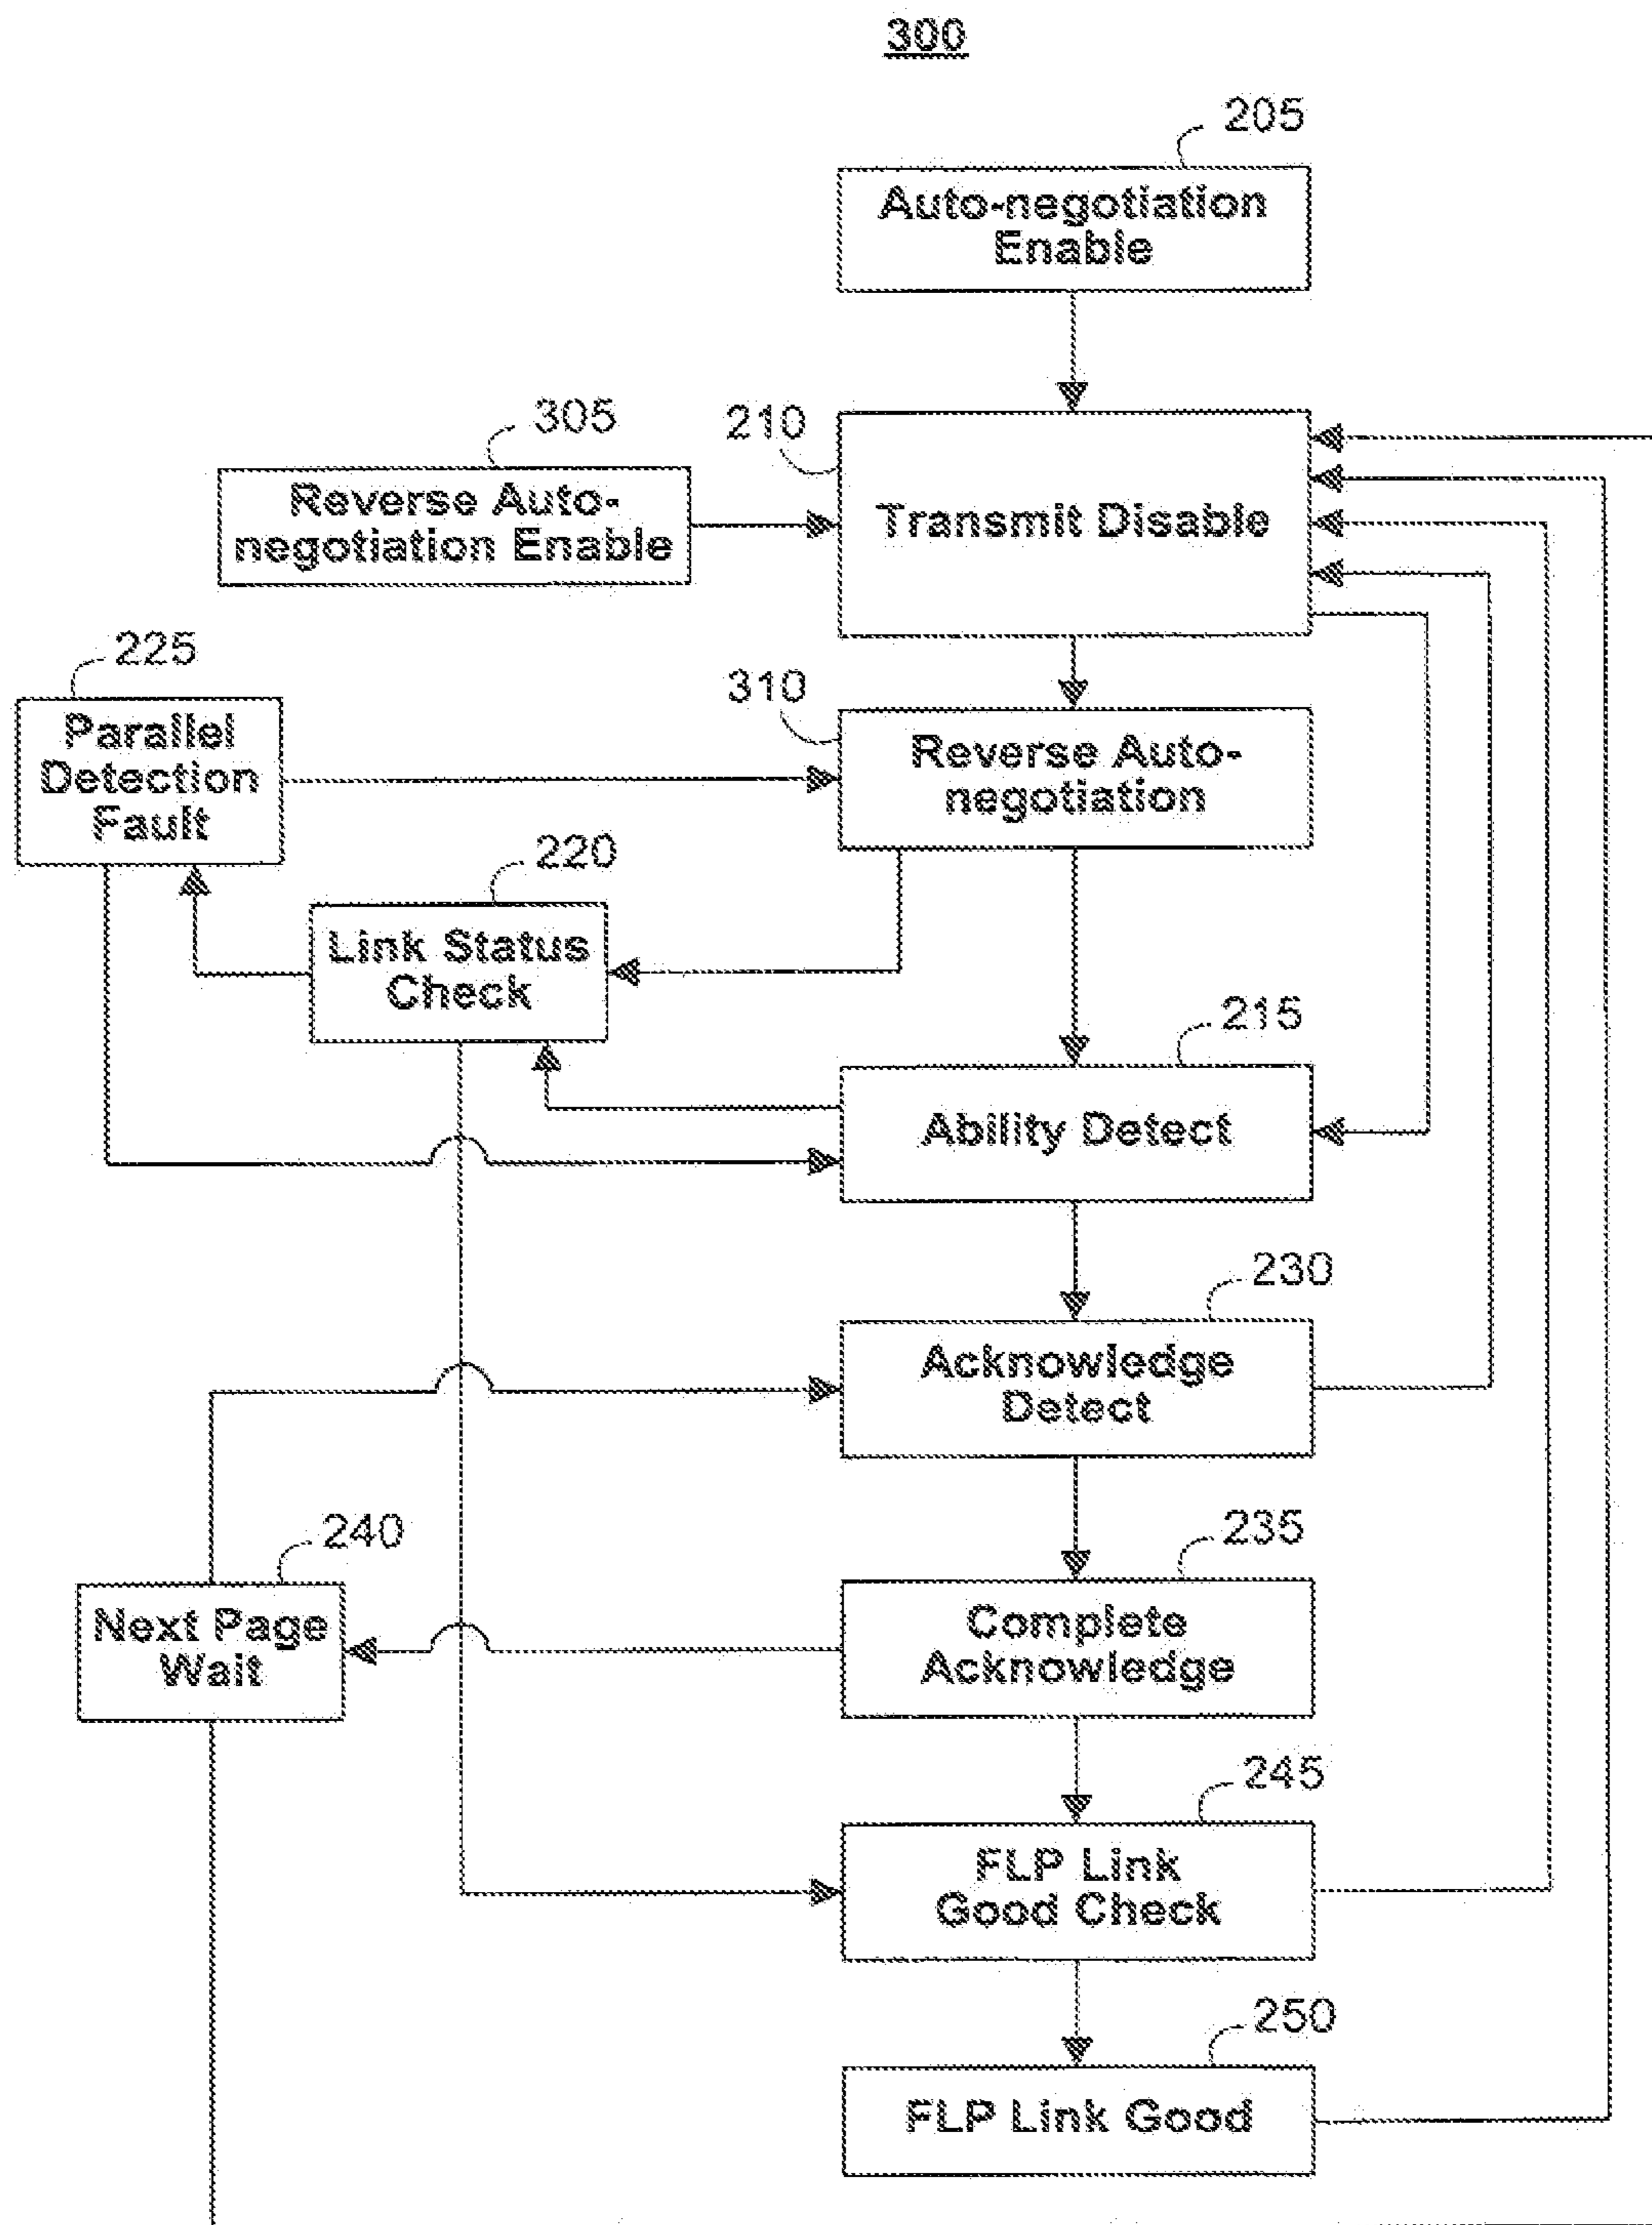 300
205
Auto-negotiation
Enable
305
210
Reverse Auto-
negotiation Enable
Transmit Disable
225
310
Parallel
Detection
Fault
Reverse Auto-
negotiation
220
Link Status
Check
215
Ability Detect
230
Acknowledge
Detect
240
235
Next Page
Wait
Complete
Acknowledge
245
FLP Link
Good Check
250
FLP Link Good